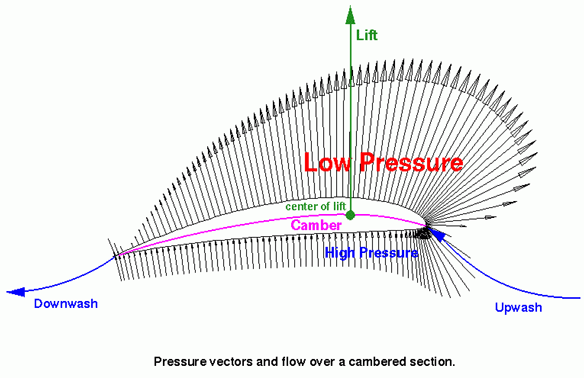 Lift
Low Pressure
center of lift
Camber
High Pressure
Downwash
Upwash
Pressure vectors and flow over a cambered section.